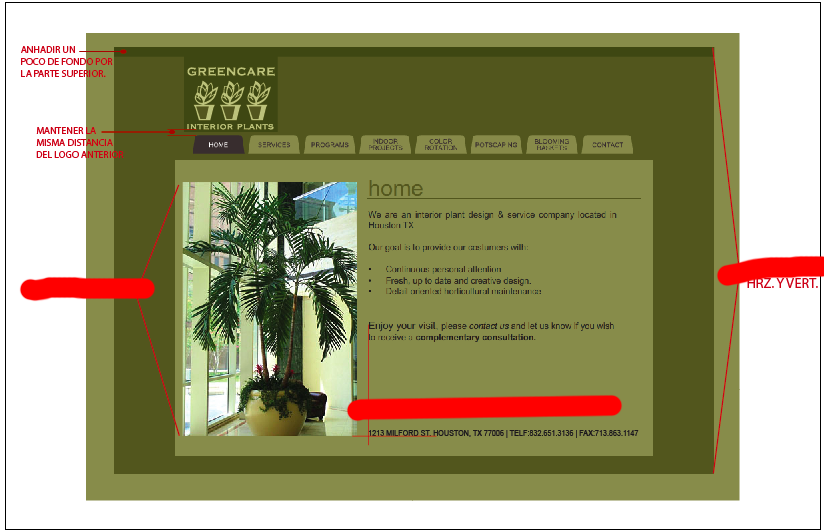 ANHADIR UN
POCO DE FONDO POR
LA PARTE SUPERIOR.
GREENCARE
INTERIOR PLANTS
MANTENER LA
MISMA DISTANCIA
DEL LOGO ANTERIOR
HOME
SERVICES
PROGRAMS
INDOOR
PROJECTS
COLOR
ROTATION
POTSCAPING
BLOOMING
BASKETS
CONTACT
home
We are an interior plant design & service company located in
Houston TX
Our goal is to provide our costumers with:
• Continuous personal attention
• Fresh, up to date and creative design.
• Detail oriented horticultural maintenance
HRZ. Y VERT.
Enjoy your visit, please contact us and let us know if you wish
to receive a complementary consultation.
1213 MILFORD ST. HOUSTON, TX 77006 | TELF:832.651.3136 | FAX:713.863.1147